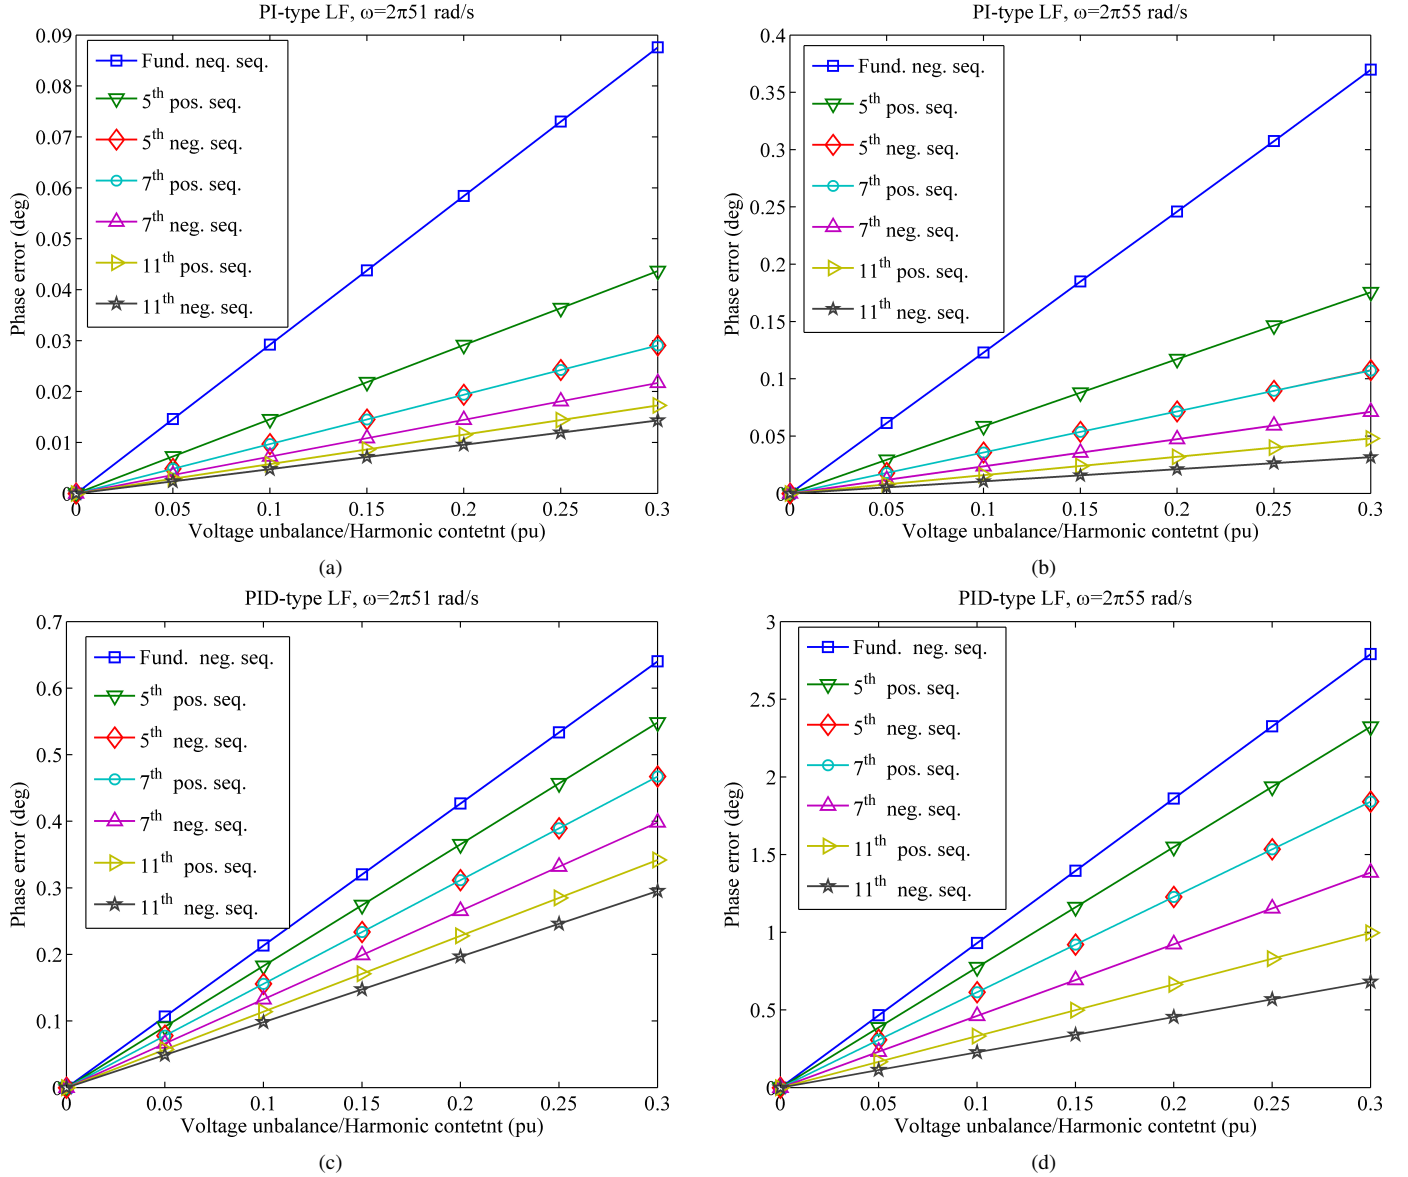 PI-type LF, ω=2π51 rad/s
0.09
0.08
0.07
0.06
0.05
0.04
0.03
0.02
0.01
0
Phase error (deg)
Fund. neq. seq.
5th pos. seq.
5th neg. seq.
7th pos. seq.
7th neg. seq.
11th pos. seq.
11th neg. seq.
0 0.05 0.1 0.15 0.2 0.25 0.3
Voltage unbalance/Harmonic contetnt (pu)
(a)
PI-type LF, ω=2π55 rad/s
0.4
0.35
0.3
0.25
0.2
0.15
0.1
0.05
0
Phase error (deg)
Fund. neg. seq.
5th pos. seq.
5th neg. seq.
7th pos. seq.
7th neg. seq.
11th pos. seq.
11th neg. seq.
0 0.05 0.1 0.15 0.2 0.25 0.3
Voltage unbalance/Harmonic contetnt (pu)
(b)
PID-type LF, ω=2π51 rad/s
0.7
0.6
0.5
0.4
0.3
0.2
0.1
0
Phase error (deg)
Fund. neg. seq.
5th pos. seq.
5th neg. seq.
7th pos. seq.
7th neg. seq.
11th pos. seq.
11th neg. seq.
0 0.05 0.1 0.15 0.2 0.25 0.3
Voltage unbalance/Harmonic contetnt (pu)
(c)
PID-type LF, ω=2π55 rad/s
3
2.5
2
1.5
1
0.5
0
Phase error (deg)
Fund. neg. seq.
5th pos. seq.
5th neg. seq.
7th pos. seq.
7th neg. seq.
11th pos. seq.
11th neg. seq.
0 0.05 0.1 0.15 0.2 0.25 0.3
Voltage unbalance/Harmonic contetnt (pu)
(d)